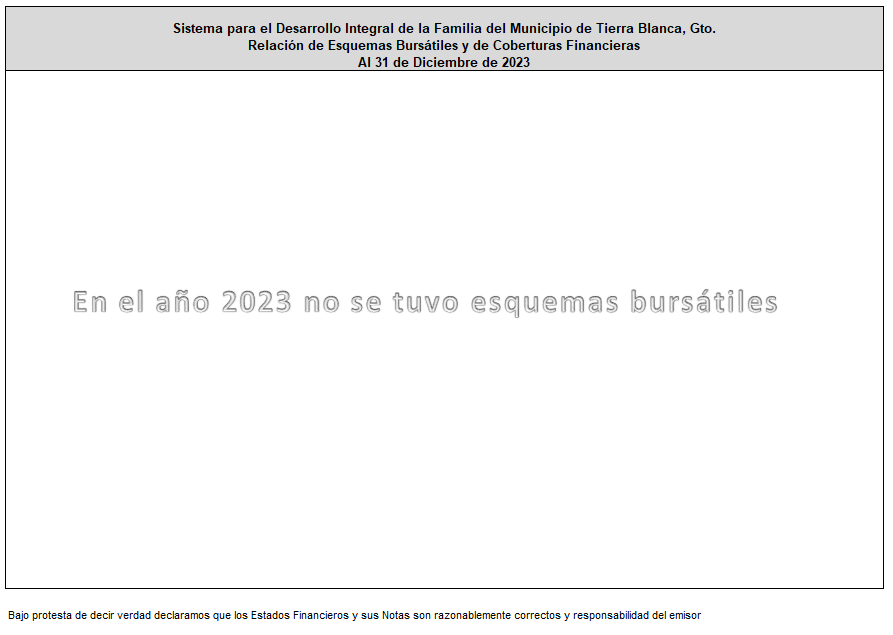 Sistema para el Desarrollo Integral de la Familia del Municipio de Tierra Blanca, Gto.
Relación de Esquemas Bursátiles y de Coberturas Financieras
Al 31 de Diciembre de 2023
En el año 2023 no se tuvo esquemas bursátiles
Bajo protesta de decir verdad declaramos que los Estados Financieros y sus Notas son razonablemente correctos y responsabilidad del emisor